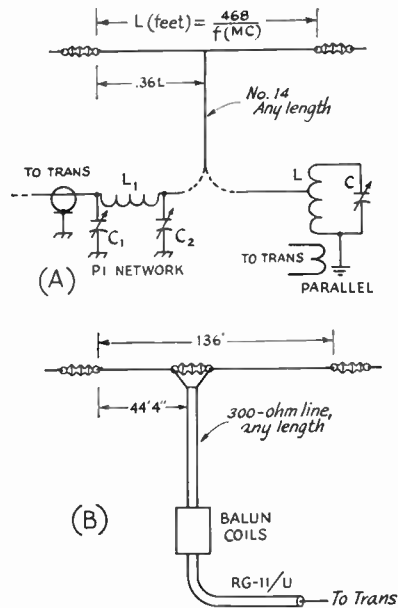 L (feet) = 468
f(MC)
.36L
No. 14
Any length
TO TRANS
L1
L
C
C1
C2
TO TRANS
(A)
PI NETWORK
PARALLEL
136'
44'4"
300-ohm line,
any length
(B)
BALUN
COILS
RG-11/U
To Trans